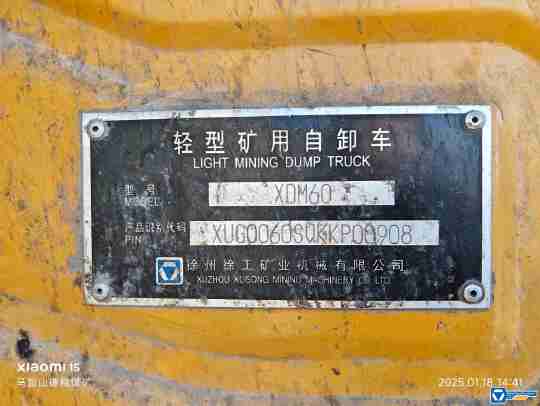 轻型矿用自卸车
LIGHT MINING DUMP TRUCK
型号
MODEL
XDM60
产品识别代码
PIN
XUG0060SVKKP00908
徐州徐工矿业机械有限公司
XUZHOU XUGONG MINING MACHINERY CO.,LTD.
XIAOMI 15
2025.01.18 14:41